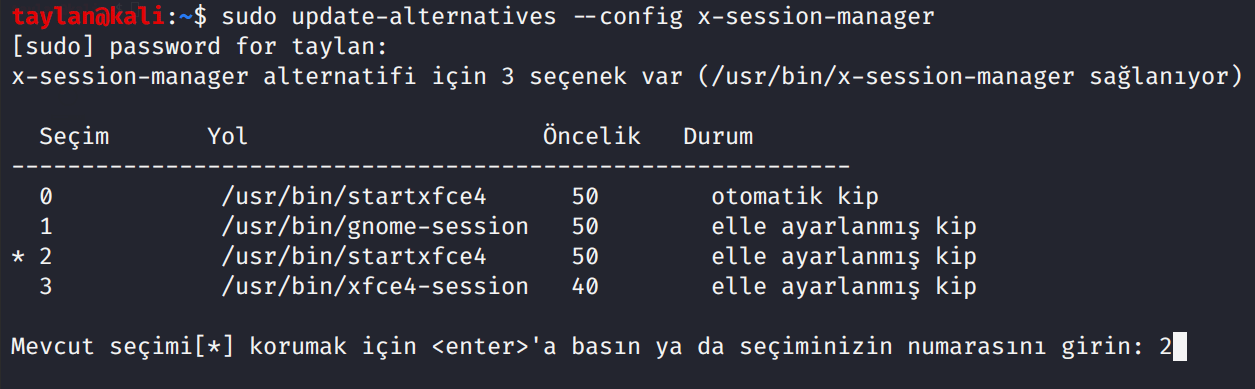 taylan@kali:~$ sudo update-alternatives --config x-session-manager
[sudo] password for taylan:
x-session-manager alternatifi için 3 seçenek var (/usr/bin/x-session-manager sağlanıyor)
Seçim Yol Öncelik Durum
------------------------------------------------------------
0 /usr/bin/startxfce4 50 otomatik kip
1 /usr/bin/gnome-session 50 elle ayarlanmış kip
* 2 /usr/bin/startxfce4 50 elle ayarlanmış kip
3 /usr/bin/xfce4-session 40 elle ayarlanmış kip
Mevcut seçimi[*] korumak için <enter>'a basın ya da seçiminizin numarasını girin: 2